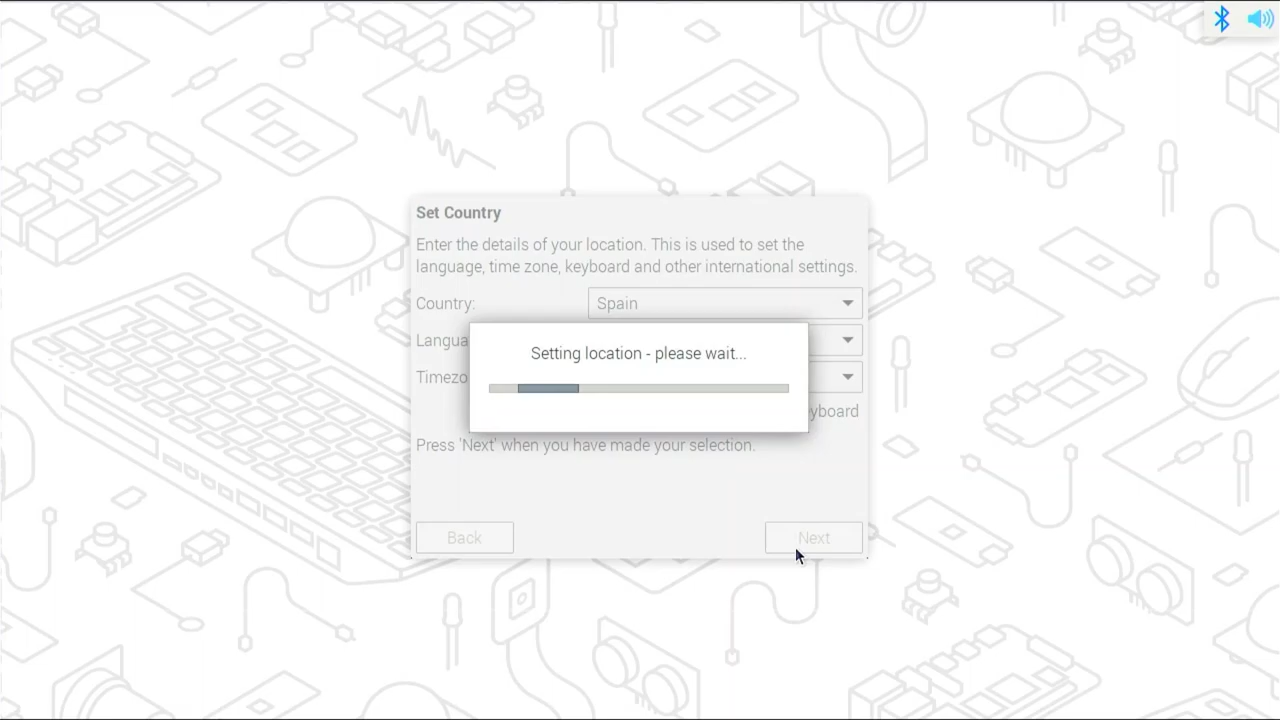 Set Country
Enter the details of your location. This is used to set the
language, time zone, keyboard and other international settings.
Country:
Spain
Setting location - please wait...
Press 'Next' when you have made your selection.
Back
Next